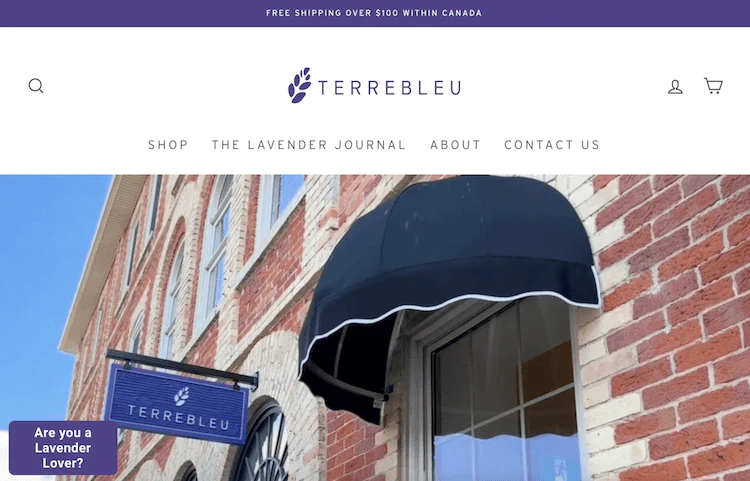 FREE SHIPPING OVER $100 WITHIN CANADA
TERREBLEU
SHOP THE LAVENDER JOURNAL ABOUT CONTACT US
TERREBLEU
Are you a
Lavender
Lover?